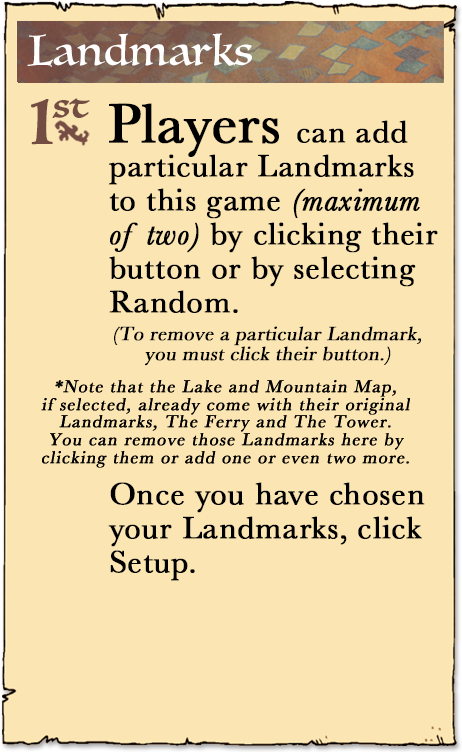 Landmarks
1st Players can add
particular Landmarks
to this game (maximum
of two) by clicking their
button or by selecting
Random.
(To remove a particular Landmark,
you must click their button.)
*Note that the Lake and Mountain Map,
if selected, already come with their original
Landmarks, The Ferry and The Tower.
You can remove those Landmarks here by
clicking them or add one or even two more.
Once you have chosen
your Landmarks, click
Setup.